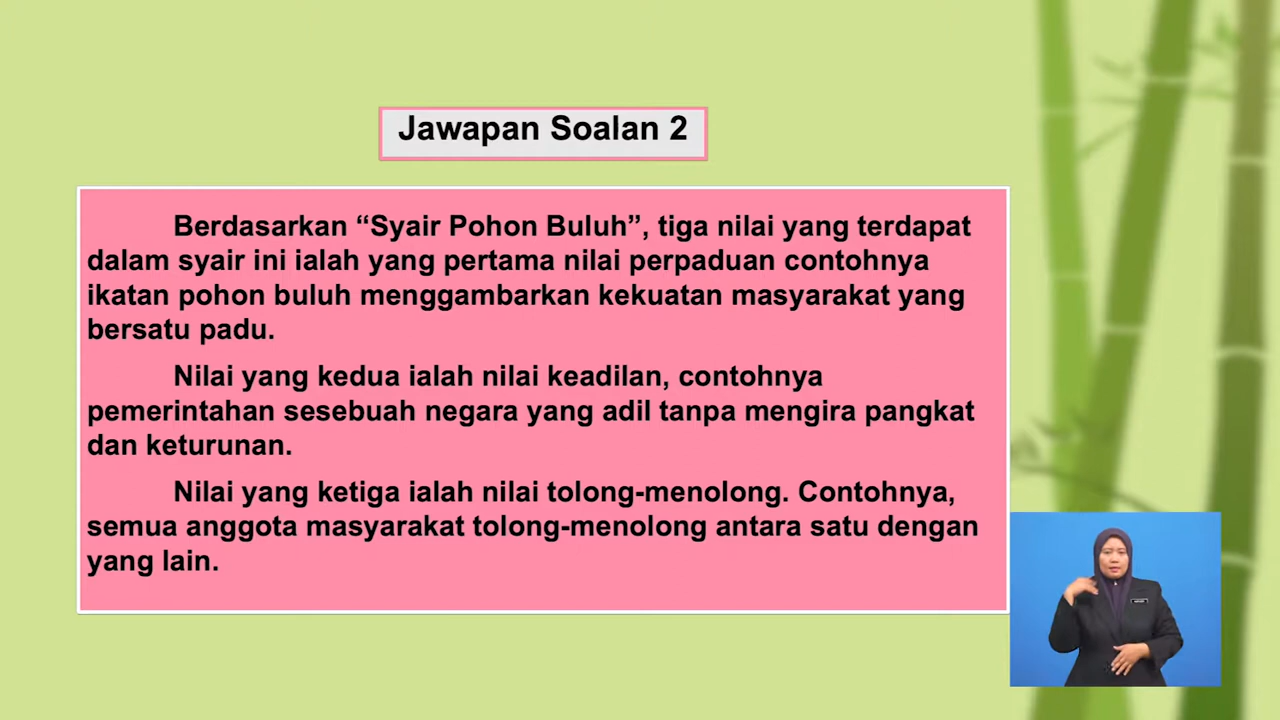 Jawapan Soalan 2
Berdasarkan “Syair Pohon Buluh”, tiga nilai yang terdapat
dalam syair ini ialah yang pertama nilai perpaduan contohnya
ikatan pohon buluh menggambarkan kekuatan masyarakat yang
bersatu padu.
Nilai yang kedua ialah nilai keadilan, contohnya
pemerintahan sesebuah negara yang adil tanpa mengira pangkat
dan keturunan.
Nilai yang ketiga ialah nilai tolong-menolong. Contohnya,
semua anggota masyarakat tolong-menolong antara satu dengan
yang lain.